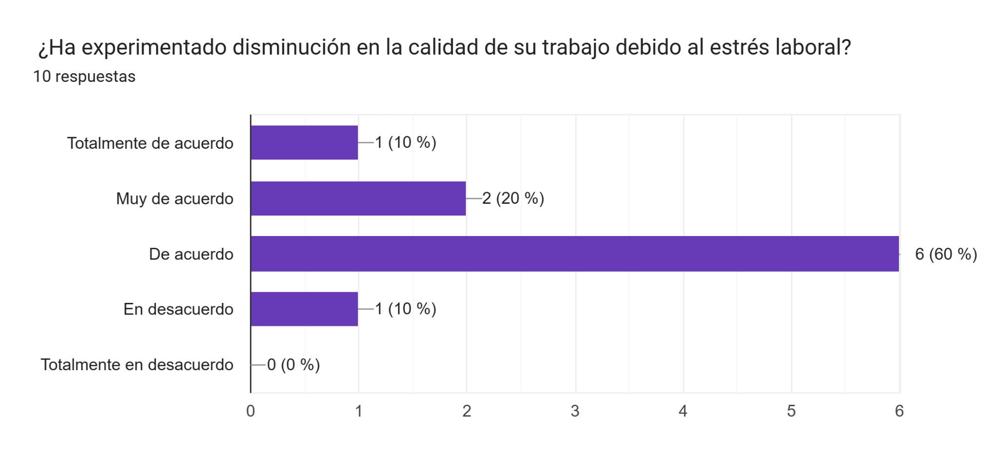 ¿Ha experimentado disminución en la calidad de su trabajo debido al estrés laboral?
10 respuestas
Totalmente de acuerdo 1 (10 %)
Muy de acuerdo 2 (20 %)
De acuerdo 6 (60 %)
En desacuerdo 1 (10 %)
Totalmente en desacuerdo 0 (0 %)
0 1 2 3 4 5 6